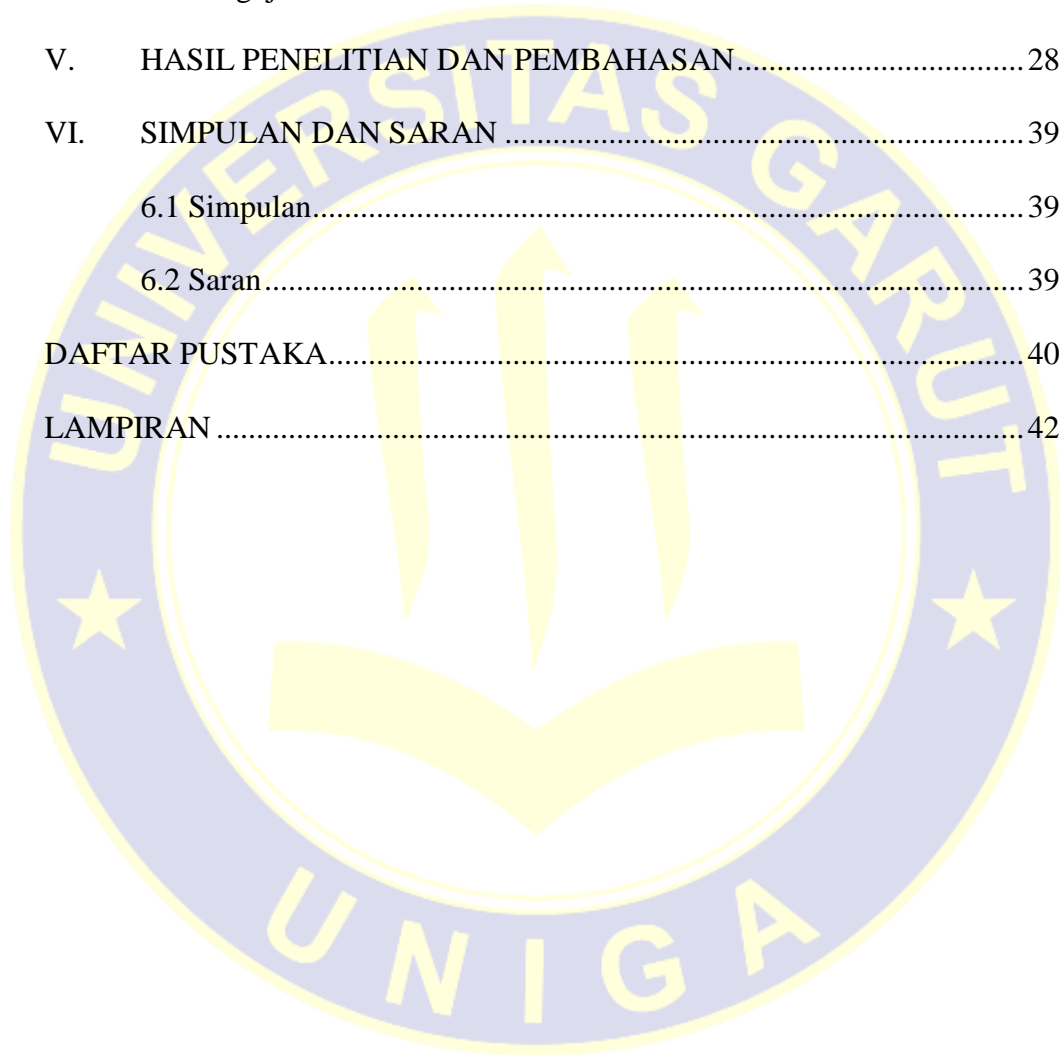 V. HASIL PENELITIAN DAN PEMBAHASAN....................................28
VI. SIMPULAN DAN SARAN .................................................................39
6.1 Simpulan.........................................................................................39
6.2 Saran...............................................................................................39
DAFTAR PUSTAKA.......................................................................................40
LAMPIRAN .....................................................................................................42
UNIVERSITAS GARUT
UNIGA